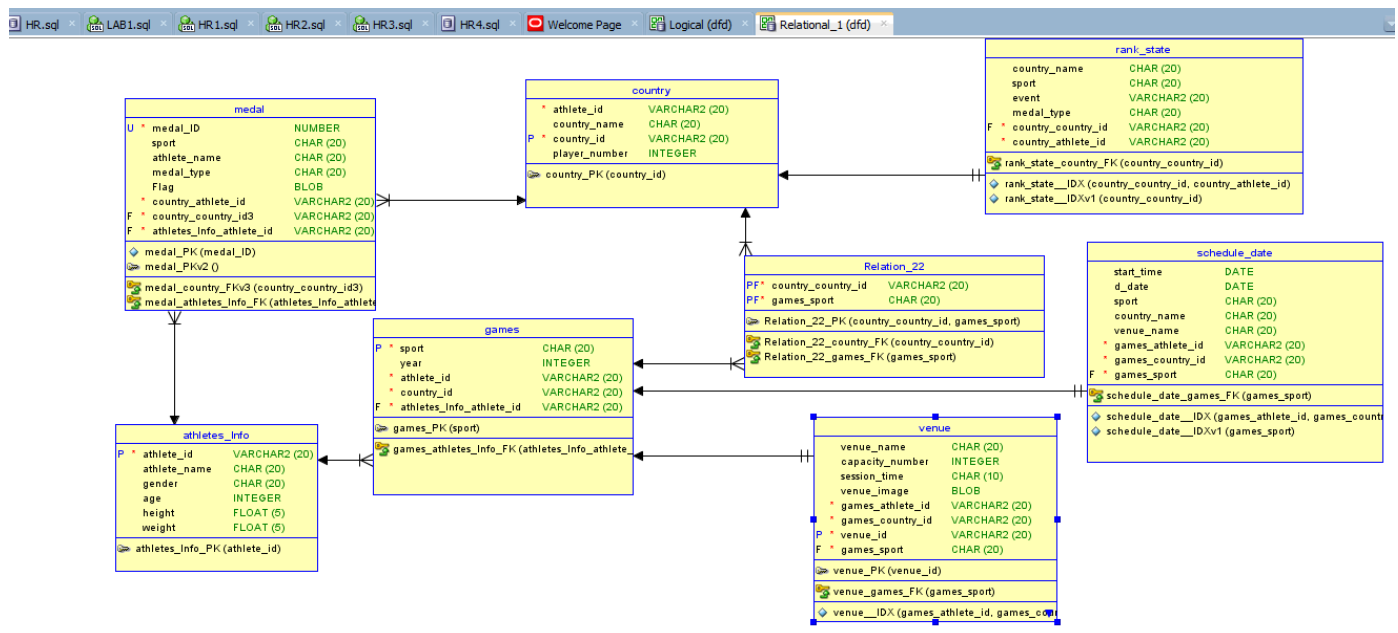 HR.sql LAB1.sql HR1.sql HR2.sql HR3.sql HR4.sql Welcome Page Logical (dfd) Relational_1 (dfd)
medal
U * medal_ID NUMBER
sport CHAR (20)
athlete_name CHAR (20)
medal_type CHAR (20)
Flag BLOB
* country_athlete_id VARCHAR2 (20)
F * country_country_id3 VARCHAR2 (20)
F * athletes_Info_athlete_id VARCHAR2 (20)
medal_PK (medal_ID)
medal_PKv2 ()
medal_country_FKv3 (country_country_id3)
medal_athletes_Info_FK (athletes_Info_athlete
country
* athlete_id VARCHAR2 (20)
country_name CHAR (20)
P * country_id VARCHAR2 (20)
player_number INTEGER
country_PK (country_id)
rank_state
country_name CHAR (20)
sport CHAR (20)
event VARCHAR2 (20)
medal_type CHAR (20)
F * country_country_id VARCHAR2 (20)
* country_athlete_id VARCHAR2 (20)
rank_state_country_FK (country_country_id)
rank_state__IDX (country_country_id, country_athlete_id)
rank_state__IDXv1 (country_country_id)
Relation_22
PF* country_country_id VARCHAR2 (20)
PF* games_sport CHAR (20)
Relation_22_PK (country_country_id, games_sport)
Relation_22_country_FK (country_country_id)
Relation_22_games_FK (games_sport)
schedule_date
start_time DATE
d_date DATE
sport CHAR (20)
country_name CHAR (20)
venue_name CHAR (20)
* games_athlete_id VARCHAR2 (20)
* games_country_id VARCHAR2 (20)
F * games_sport CHAR (20)
schedule_date_games_FK (games_sport)
schedule_date__IDX (games_athlete_id, games_countr
schedule_date__IDXv1 (games_sport)
games
P * sport CHAR (20)
year INTEGER
* athlete_id VARCHAR2 (20)
* country_id VARCHAR2 (20)
F * athletes_Info_athlete_id VARCHAR2 (20)
games_PK (sport)
games_athletes_Info_FK (athletes_Info_athlete_
athletes_Info
P * athlete_id VARCHAR2 (20)
athlete_name CHAR (20)
gender CHAR (20)
age INTEGER
height FLOAT (5)
weight FLOAT (5)
athletes_Info_PK (athlete_id)
venue
venue_name CHAR (20)
capacity_number INTEGER
session_time CHAR (10)
venue_image BLOB
* games_athlete_id VARCHAR2 (20)
* games_country_id VARCHAR2 (20)
P * venue_id VARCHAR2 (20)
F * games_sport CHAR (20)
venue_PK (venue_id)
venue_games_FK (games_sport)
venue__IDX (games_athlete_id, games_cou